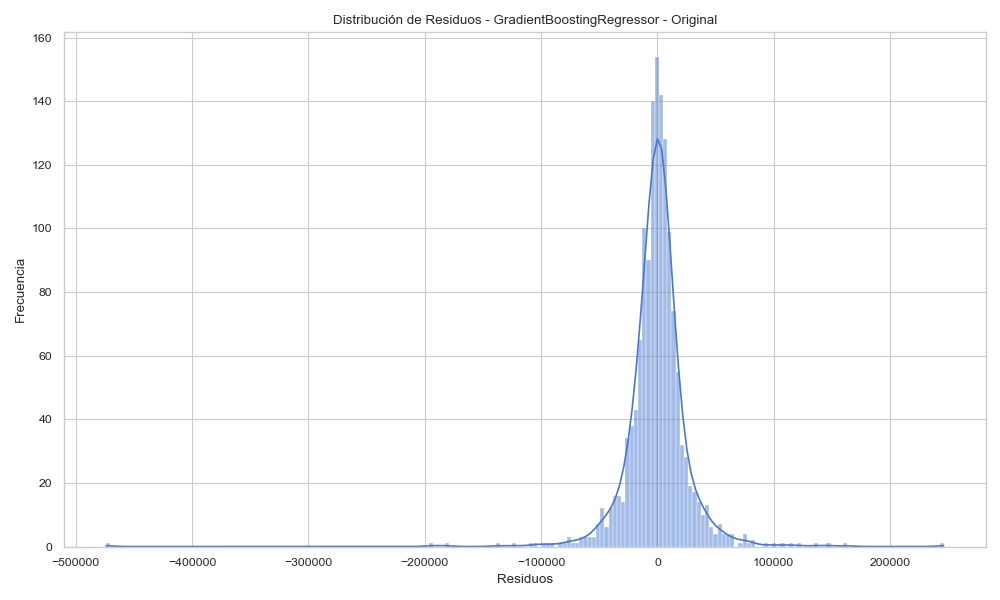 Distribución de Residuos - GradientBoostingRegressor - Original
160
140
120
100
80
60
40
20
0
Frecuencia
−500000 −400000 −300000 −200000 −100000 0 100000 200000
Residuos